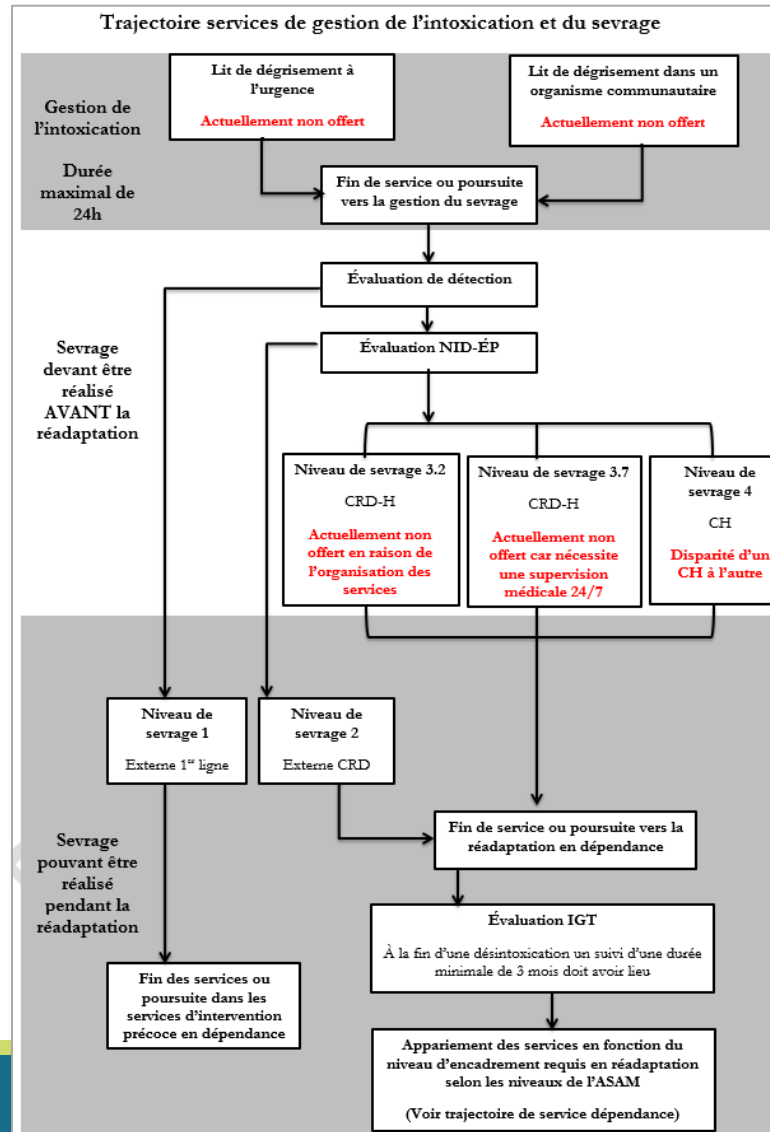 Trajectoire services de gestion de l'intoxication et du sevrage
Gestion de
l'intoxication
Durée
maximal de
24h
Lit de dégrisement à
l'urgence
Actuellement non offert
Lit de dégrisement dans un
organisme communautaire
Actuellement non offert
Fin de service ou poursuite
vers la gestion du sevrage
Sevrage
devant être
réalisé
AVANT la
réadaptation
Évaluation de détection
Évaluation NID-ÉP
Niveau de sevrage 3.2
CRD-H
Actuellement non
offert en raison de
l'organisation des
services
Niveau de sevrage 3.7
CRD-H
Actuellement non
offert car nécessite
une supervision
médicale 24/7
Niveau de
sevrage 4
CH
Disparité d'un
CH à l'autre
Sevrage
pouvant être
réalisé
pendant la
réadaptation
Niveau de
sevrage 1
Externe 1re ligne
Niveau de
sevrage 2
Externe CRD
Fin de service ou poursuite vers la
réadaptation en dépendance
Évaluation IGT
À la fin d'une désintoxication un suivi d'une durée
minimale de 3 mois doit avoir lieu
Fin des services ou
poursuite dans les
services d'intervention
précoce en dépendance
Appariement des services en fonction du
niveau d'encadrement requis en réadaptation
selon les niveaux de l'ASAM
(Voir trajectoire de service dépendance)